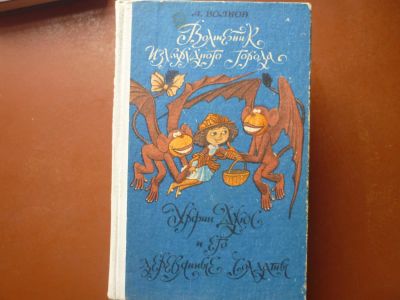 А. ВОЛКОВ
Волшебник
Изумрудного города
Урфин Джюс
и его
деревянные солдаты